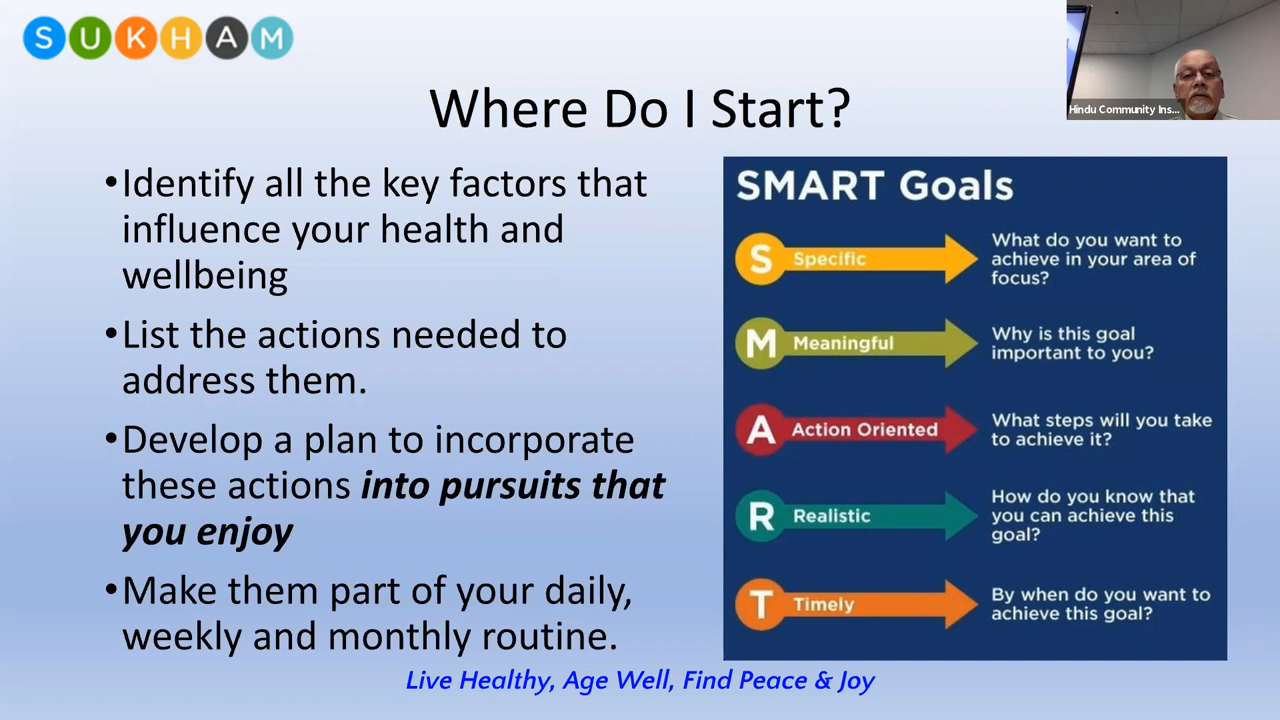 SUKHAM
Hindu Community Ins...
Where Do I Start?
•Identify all the key factors that
influence your health and
wellbeing
•List the actions needed to
address them.
•Develop a plan to incorporate
these actions into pursuits that
you enjoy
•Make them part of your daily,
weekly and monthly routine.
SMART Goals
S Specific
What do you want to
achieve in your area of
focus?
M Meaningful
Why is this goal
important to you?
A Action Oriented
What steps will you take
to achieve it?
R Realistic
How do you know that
you can achieve this
goal?
T Timely
By when do you want to
achieve this goal?
Live Healthy, Age Well, Find Peace & Joy